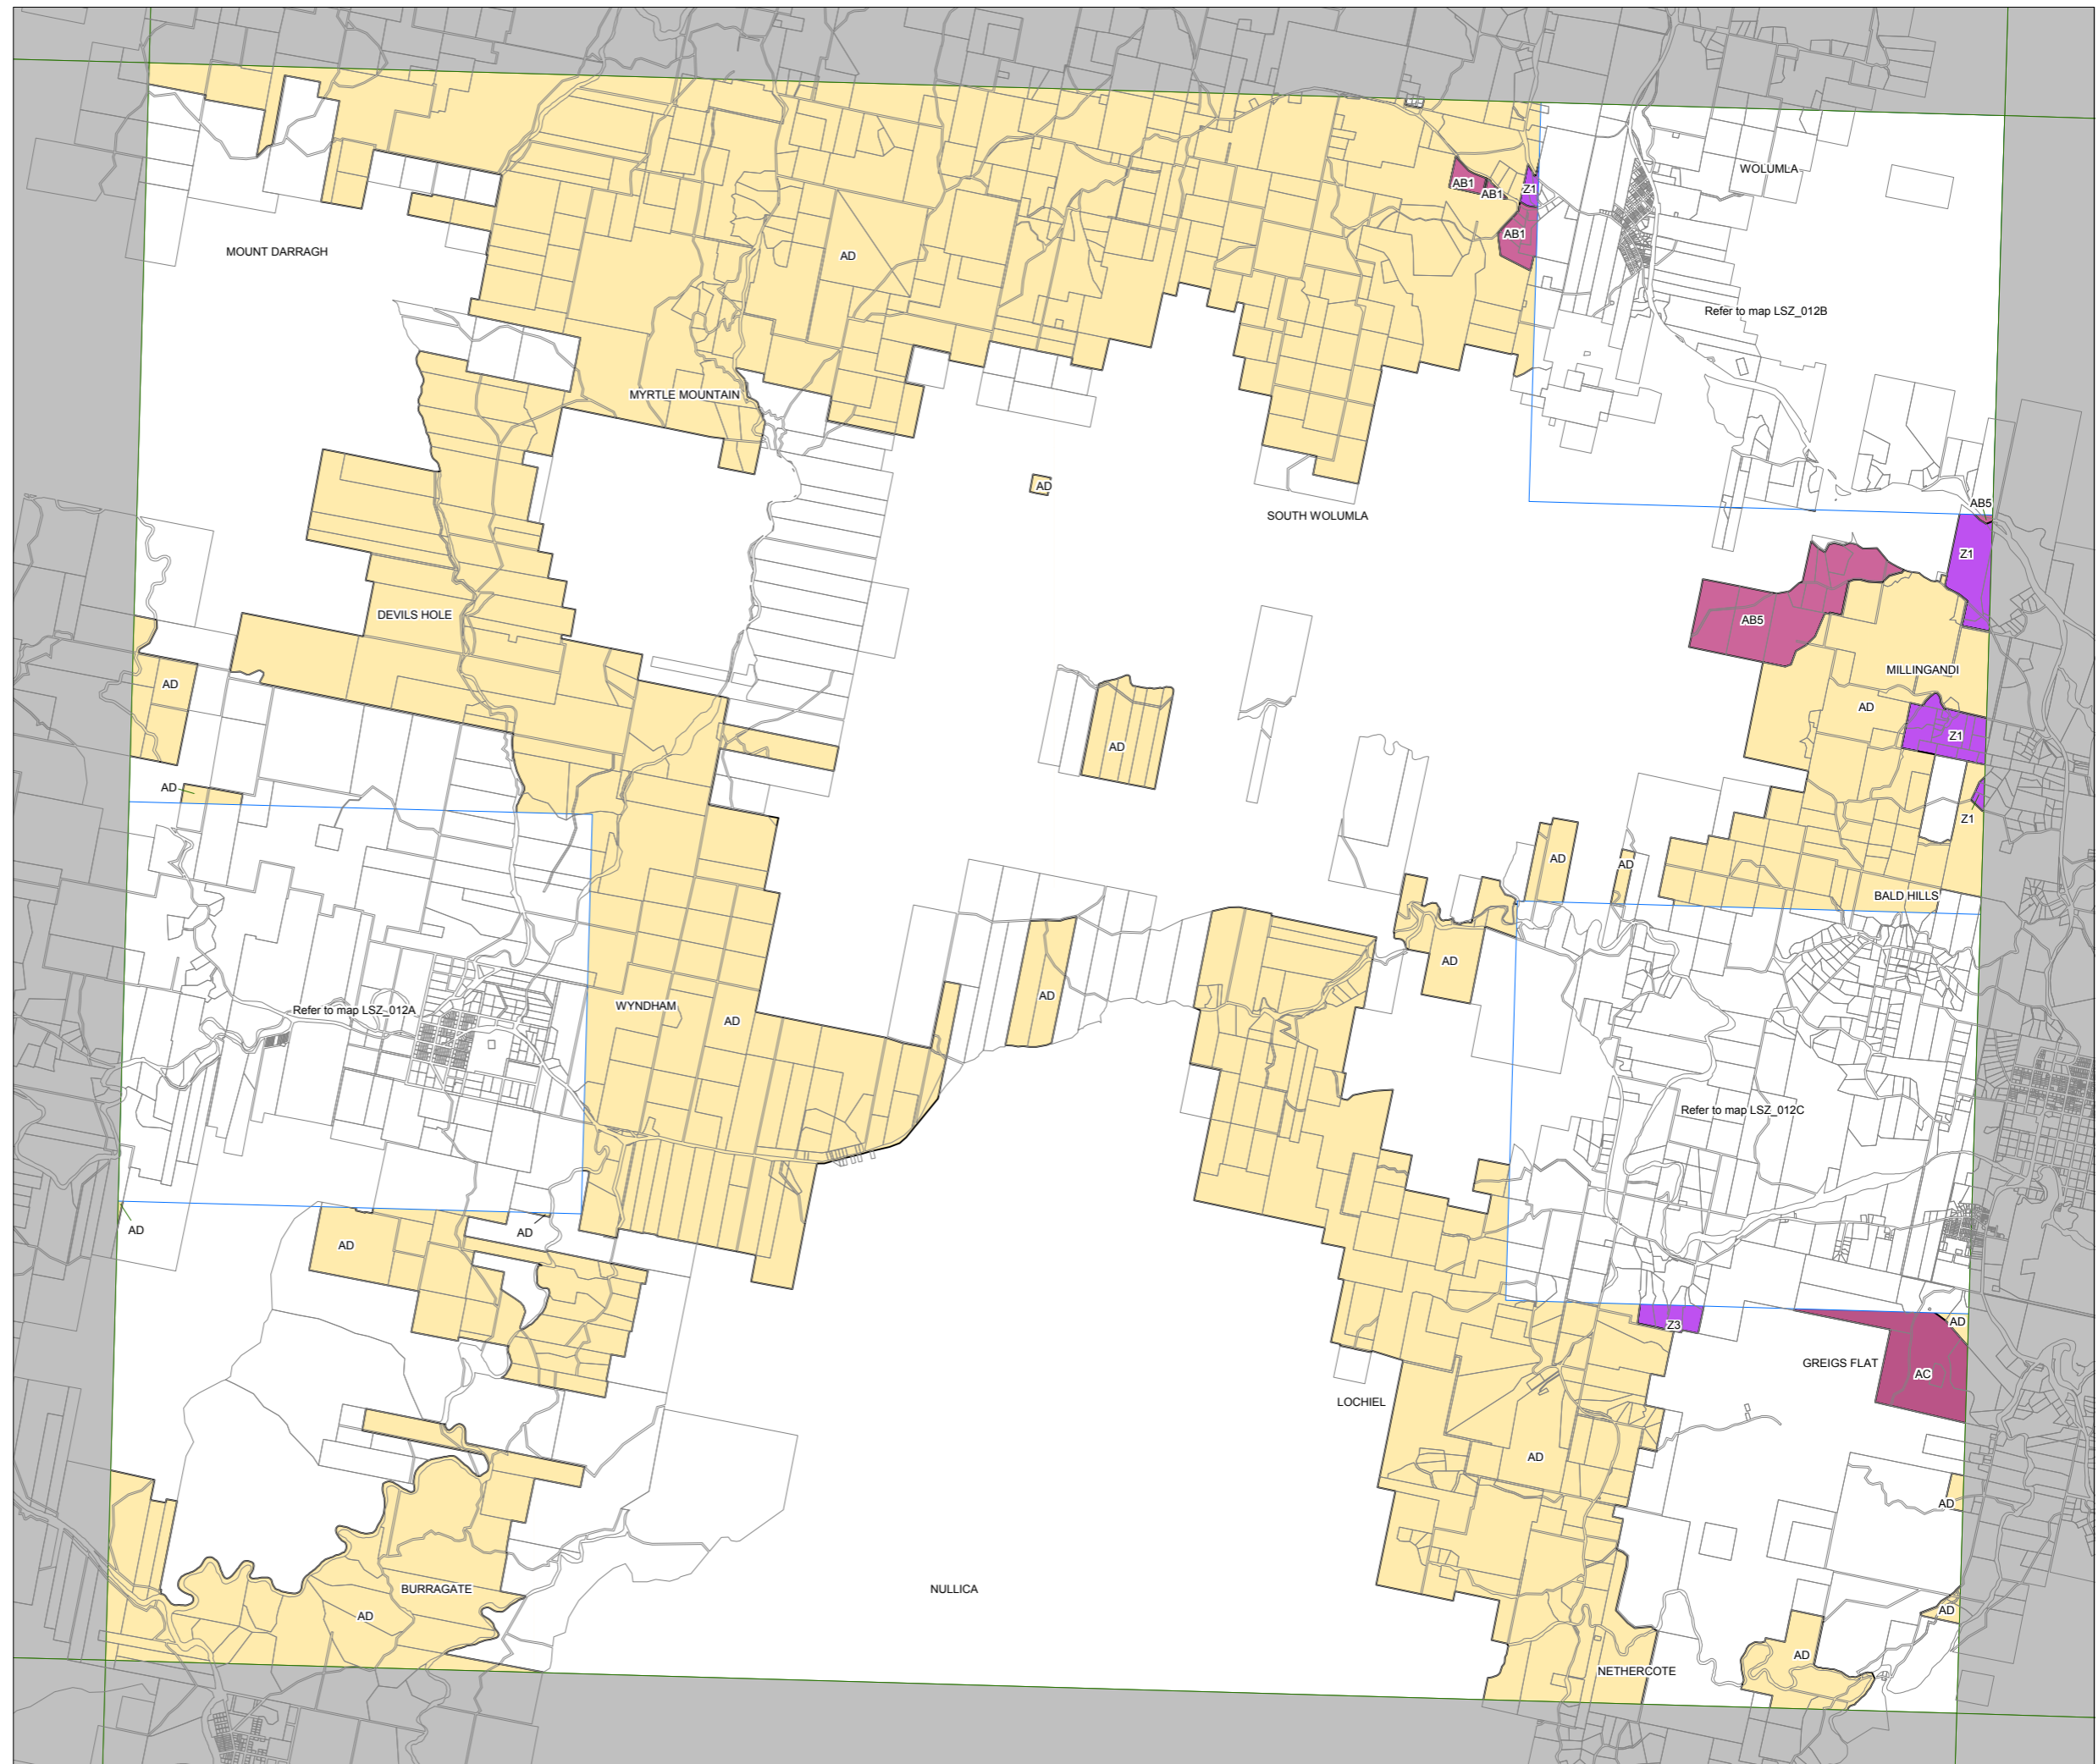 WOLUMLA
AB1
AB1
Z1
AB1
MOUNT DARRAGH
AD
Refer to map LSZ_012B
MYRTLE MOUNTAIN
AD
AB5
SOUTH WOLUMLA
Z1
DEVILS HOLE
AB5
MILLINGANDI
AD
AD
Z1
AD
AD
Z1
AD
AD
BALD HILLS
AD
AD
WYNDHAM
Refer to map LSZ_012A
AD
Refer to map LSZ_012C
AD
AD
AD
Z3
AD
GREIGS FLAT
AC
LOCHIEL
AD
AD
BURRAGATE
NULLICA
AD
AD
AD
NETHERCOTE